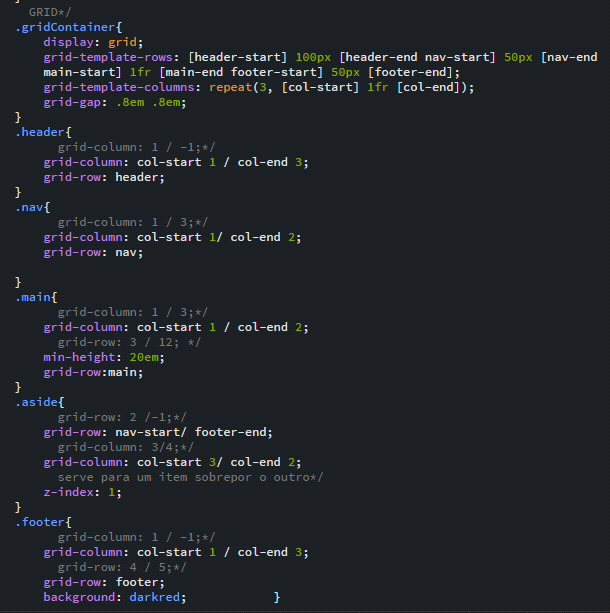 GRID*/
.gridContainer{
display: grid;
grid-template-rows: [header-start] 100px [header-end nav-start] 50px [nav-end
main-start] 1fr [main-end footer-start] 50px [footer-end];
grid-template-columns: repeat(3, [col-start] 1fr [col-end]);
grid-gap: .8em .8em;
}
.header{
grid-column: 1 / -1;*/
grid-column: col-start 1 / col-end 3;
grid-row: header;
}
.nav{
grid-column: 1 / 3;*/
grid-column: col-start 1/ col-end 2;
grid-row: nav;
}
.main{
grid-column: 1 / 3;*/
grid-column: col-start 1 / col-end 2;
grid-row: 3 / 12; */
min-height: 20em;
grid-row:main;
}
.aside{
grid-row: 2 /-1;*/
grid-row: nav-start/ footer-end;
grid-column: 3/4;*/
grid-column: col-start 3/ col-end 2;
serve para um item sobrepor o outro*/
z-index: 1;
}
.footer{
grid-column: 1 / -1;*/
grid-column: col-start 1 / col-end 3;
grid-row: 4 / 5;*/
grid-row: footer;
background: darkred; }